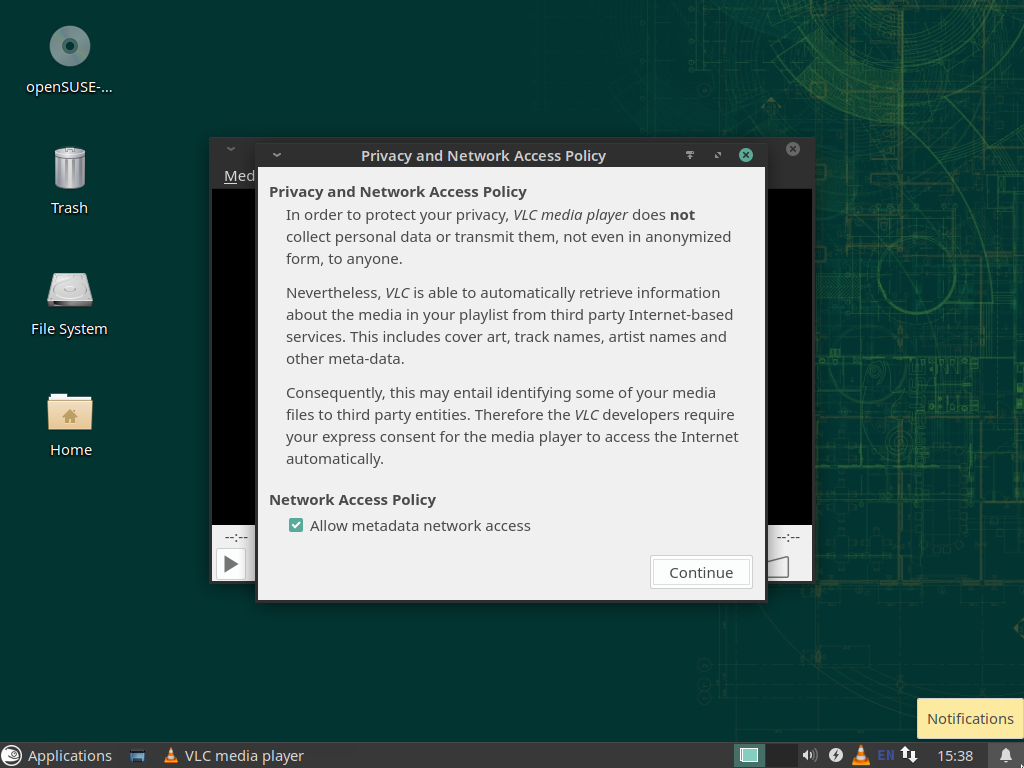 openSUSE-...
Trash
File System
Home
Med
Privacy and Network Access Policy
Privacy and Network Access Policy
In order to protect your privacy, VLC media player does not
collect personal data or transmit them, not even in anonymized
form, to anyone.
Nevertheless, VLC is able to automatically retrieve information
about the media in your playlist from third party Internet-based
services. This includes cover art, track names, artist names and
other meta-data.
Consequently, this may entail identifying some of your media
files to third party entities. Therefore the VLC developers require
your express consent for the media player to access the Internet
automatically.
Network Access Policy
Allow metadata network access
--:-- --:--
Continue
Notifications
Applications VLC media player EN 15:38